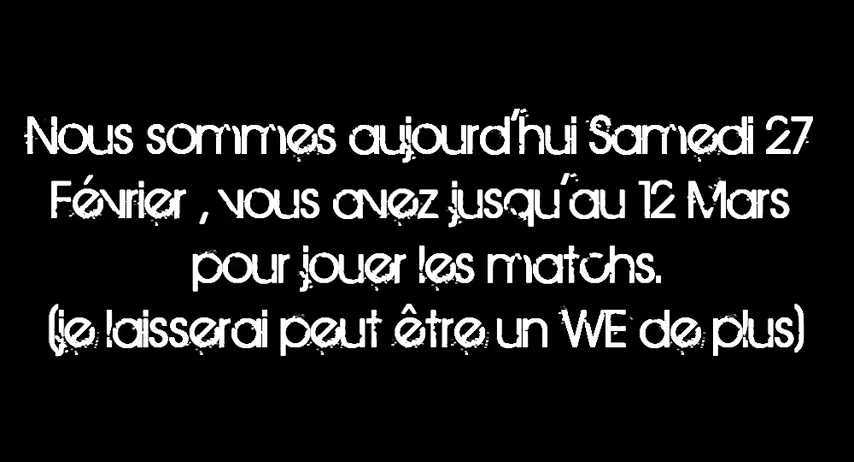 Nous sommes aujourd'hui Samedi 27
Février , vous avez jusqu'au 12 Mars
pour jouer les matchs.
(je laisserai peut être un WE de plus)